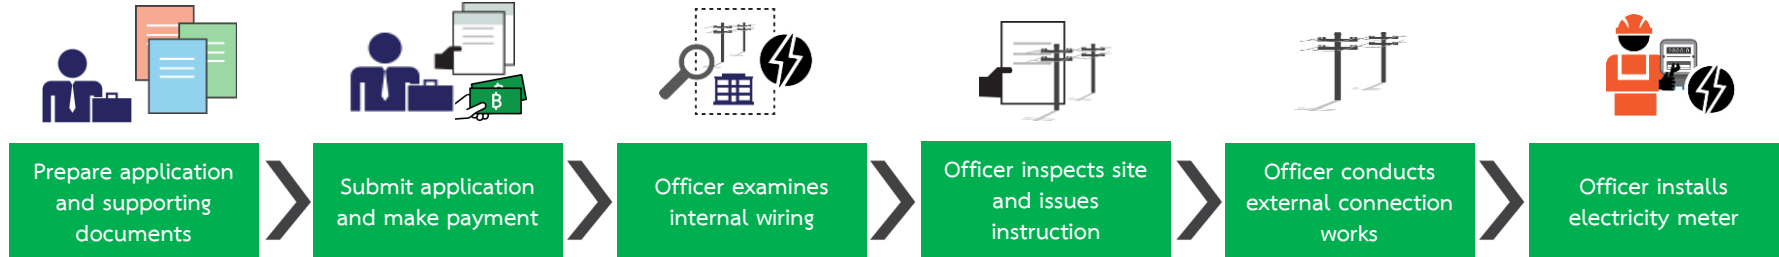 Prepare application
and supporting
documents
Submit application
and make payment
Officer examines
internal wiring
Officer inspects site
and issues
instruction
Officer conducts
external connection
works
Officer installs
electricity meter